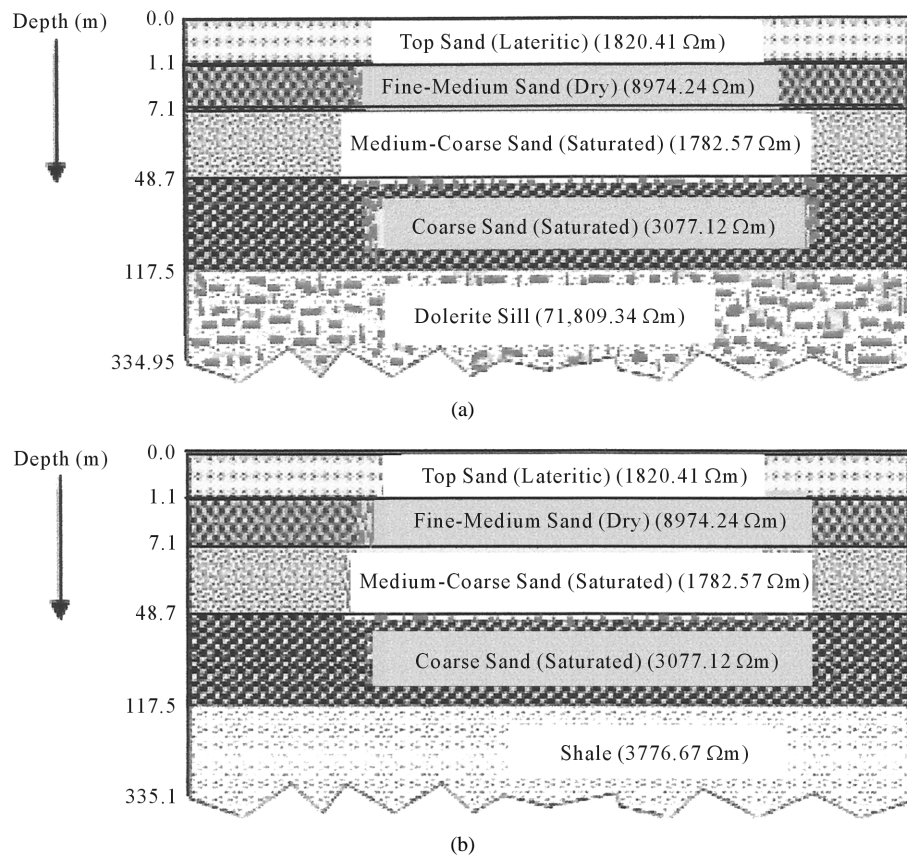 Depth (m)
0.0
Top Sand (Lateritic) (1820.41 Ωm)
1.1
Fine-Medium Sand (Dry) (8974.24 Ωm)
7.1
Medium-Coarse Sand (Saturated) (1782.57 Ωm)
48.7
Coarse Sand (Saturated) (3077.12 Ωm)
117.5
Dolerite Sill (71,809.34 Ωm)
334.95
(a)
Depth (m)
0.0
Top Sand (Lateritic) (1820.41 Ωm)
1.1
Fine-Medium Sand (Dry) (8974.24 Ωm)
7.1
Medium-Coarse Sand (Saturated) (1782.57 Ωm)
48.7
Coarse Sand (Saturated) (3077.12 Ωm)
117.5
Shale (3776.67 Ωm)
335.1
(b)